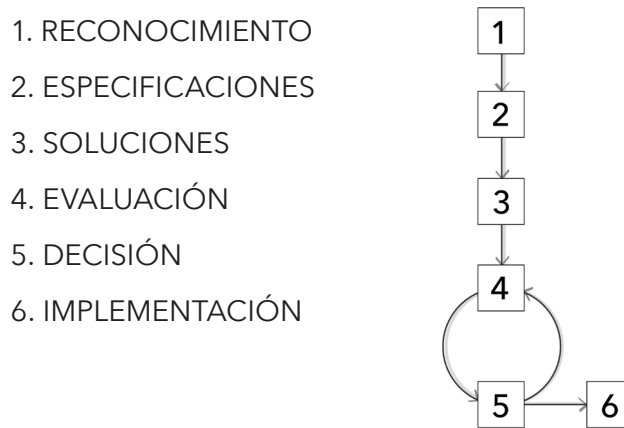 1. RECONOCIMIENTO
2. ESPECIFICACIONES
3. SOLUCIONES
4. EVALUACIÓN
5. DECISIÓN
6. IMPLEMENTACIÓN
1
2
3
4
5 6